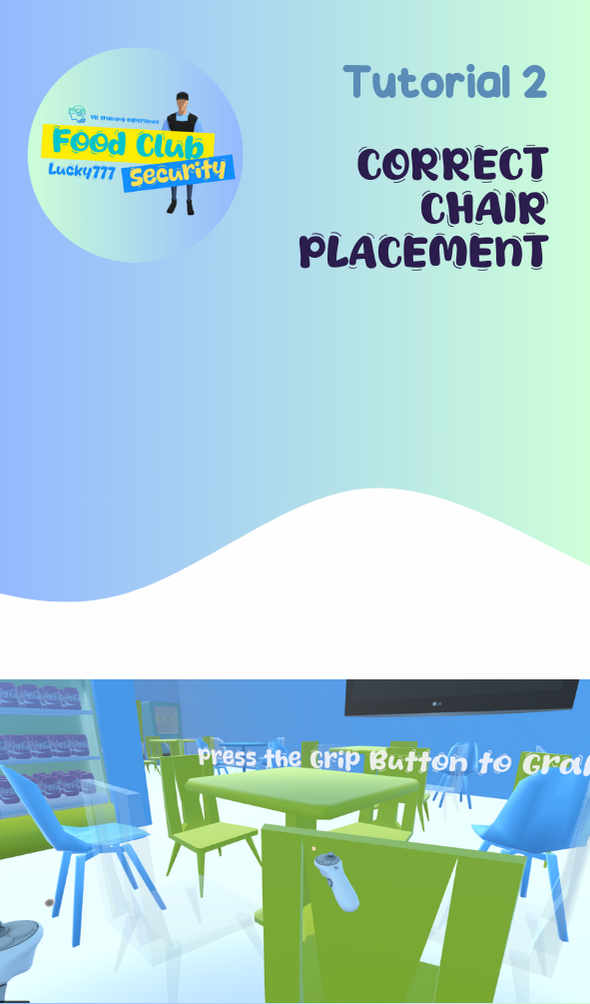 Tutorial 2
VR training experience
Food Club
Lucky777 Security
CORRECT
CHAIR
PLACEMENT
LG
Press the Grip Button to Gra